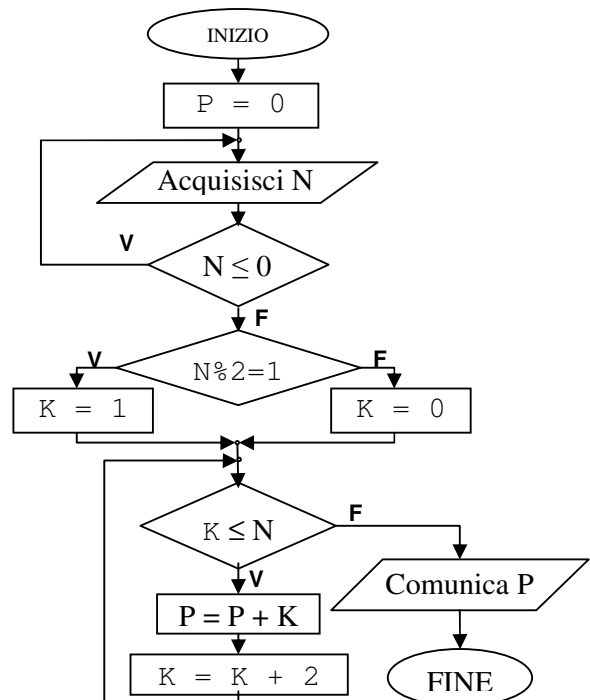 INIZIO
P = 0
Acquisisci N
V
N ≤ 0
F
V
N%2=1
F
K = 1
K = 0
K ≤ N
F
V
Comunica P
P = P + K
K = K + 2
FINE